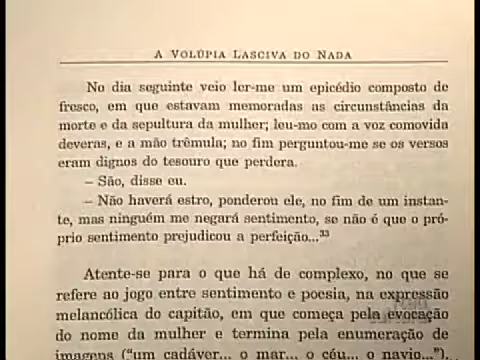 A Volúpia Lasciva do Nada
No dia seguinte veio ler-me um epicédio composto de
fresco, em que estavam memoradas as circunstâncias da
morte e da sepultura da mulher; leu-mo com a voz comovida
deveras, e a mão trêmula; no fim perguntou-me se os versos
eram dignos do tesouro que perdera.
– São, disse eu.
– Não haverá estro, ponderou ele, no fim de um instan-
te, mas ninguém me negará sentimento, se não é que o pró-
prio sentimento prejudicou a perfeição...³³
Atente-se para o que há de complexo, no que se
refere ao jogo entre sentimento e poesia, na expressão
melancólica do capitão, em que começa pela evocação
do nome da mulher e termina pela enumeração de
imagens ("um cadáver... o mar... o céu... o navio..."),